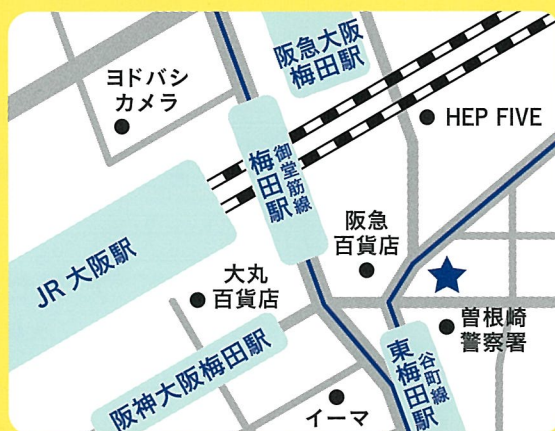 阪急大阪
梅田駅
ヨドバシ
カメラ
HEP FIVE
御堂筋線
梅田駅
阪急
百貨店
JR 大阪駅
大丸
百貨店
曽根崎
警察署
阪神大阪梅田駅
谷町線
東梅田駅
イーマ